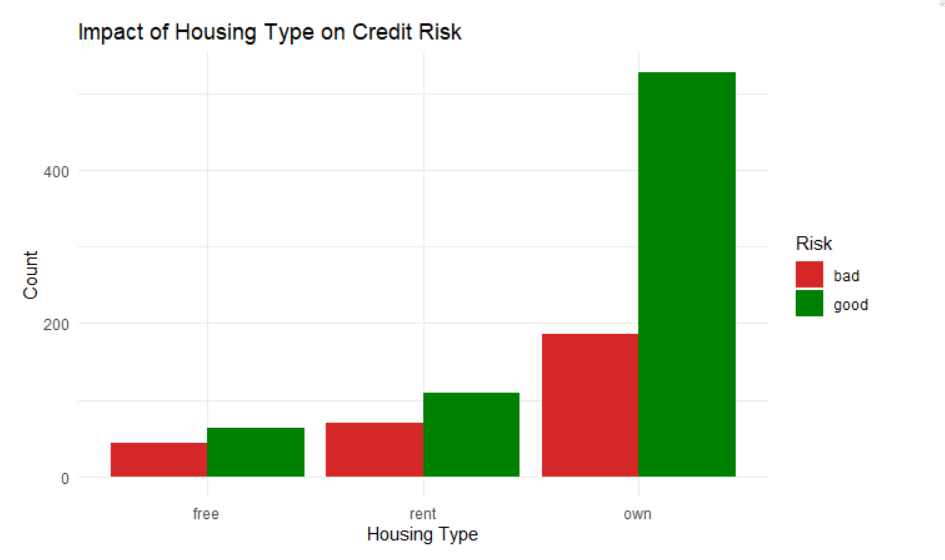 Impact of Housing Type on Credit Risk
Count
400
200
0
free rent own
Housing Type
Risk
bad
good